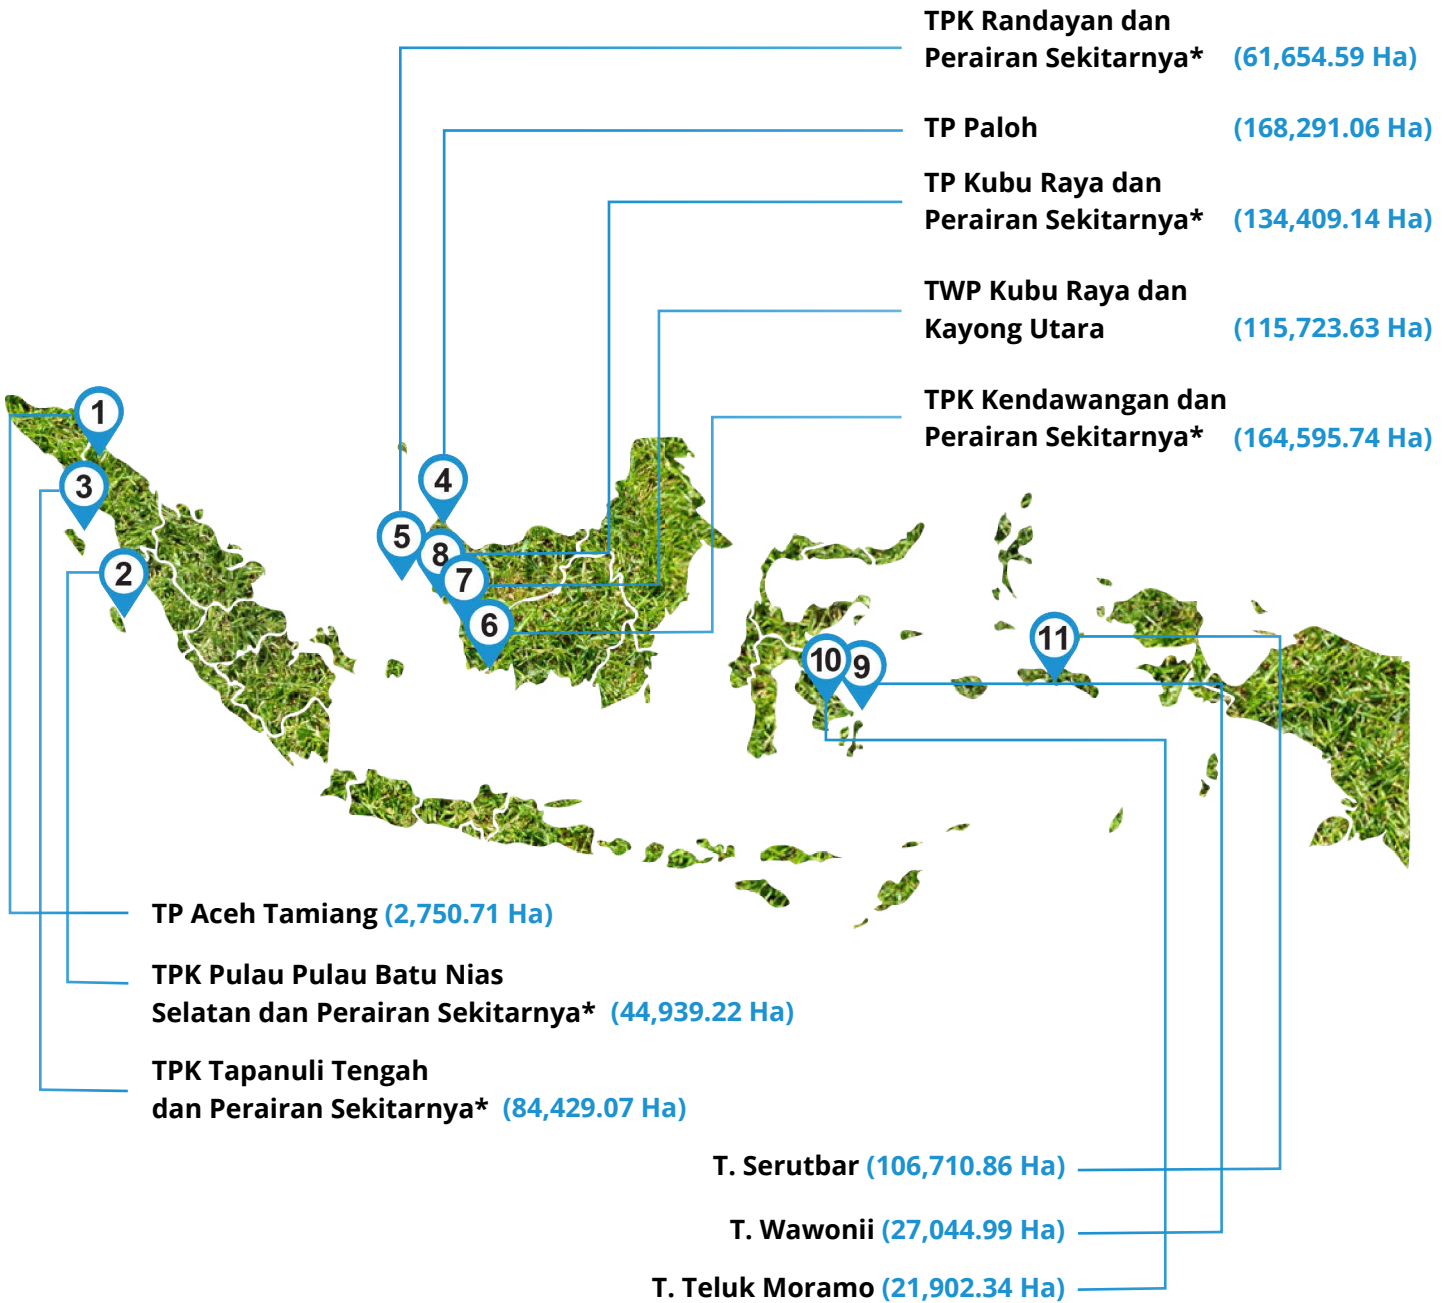 TPK Randayan dan
Perairan Sekitarnya* (61,654.59 Ha)
TP Paloh (168,291.06 Ha)
TP Kubu Raya dan
Perairan Sekitarnya* (134,409.14 Ha)
TWP Kubu Raya dan
Kayong Utara (115,723.63 Ha)
TPK Kendawangan dan
Perairan Sekitarnya* (164,595.74 Ha)
1
3
2
4
5
8
7
6
10
9
11
TP Aceh Tamiang (2,750.71 Ha)
TPK Pulau Pulau Batu Nias
Selatan dan Perairan Sekitarnya* (44,939.22 Ha)
TPK Tapanuli Tengah
dan Perairan Sekitarnya* (84,429.07 Ha)
T. Serutbar (106,710.86 Ha)
T. Wawonii (27,044.99 Ha)
T. Teluk Moramo (21,902.34 Ha)